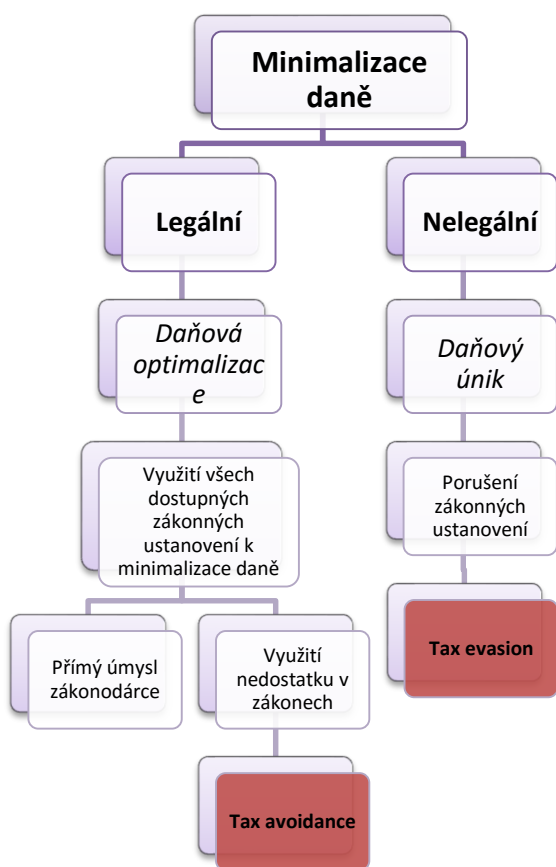 Minimalizace
daně
Legální
Nelegální
Daňová
optimalizac
e
Daňový
únik
Využití všech
dostupných
zákonných
ustanovení k
minimalizace daně
Porušení
zákonných
ustanovení
Přímý úmysl
zákonodárce
Využití
nedostatku v
zákonech
Tax evasion
Tax avoidance